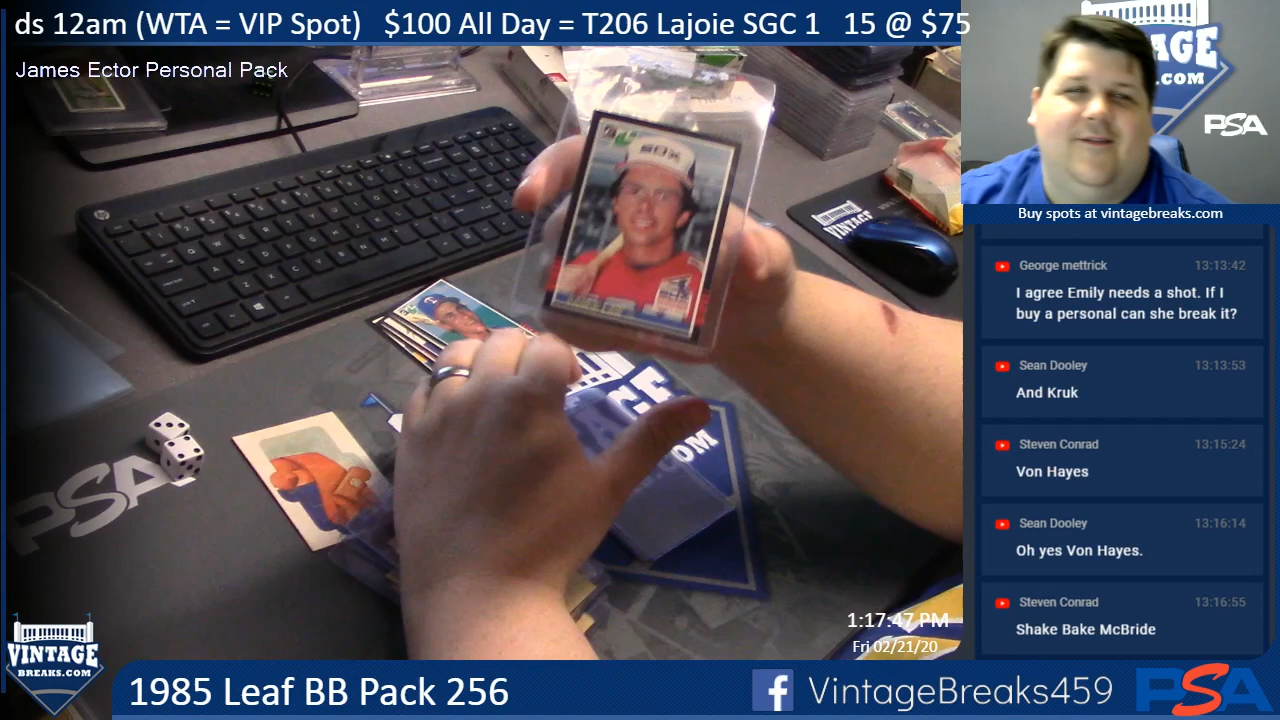 ds 12am (WTA = VIP Spot) $100 All Day = T206 Lajoie SGC 1 15 @ $75
James Ector Personal Pack
SOX
VINTAGE
PSA
VINTAGE
BREAKS.COM
1985 Leaf BB Pack 256
1:17:47 PM
Fri 02/21/20
VintageBreaks459
PSA
AGE
.COM
PSA
Buy spots at vintagebreaks.com
George mettrick 13:13:42
I agree Emily needs a shot. If I
buy a personal can she break it?
Sean Dooley 13:13:53
And Kruk
Steven Conrad 13:15:24
Von Hayes
Sean Dooley 13:16:14
Oh yes Von Hayes.
Steven Conrad 13:16:55
Shake Bake McBride